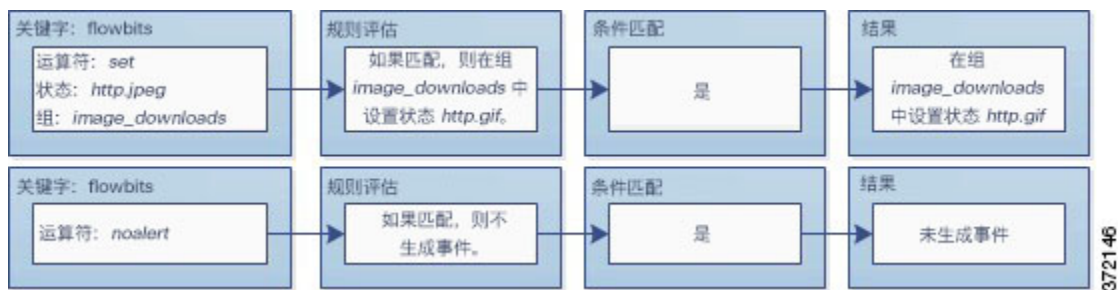 关键字：flowbits
运算符：set
状态：http.jpeg
组：image_downloads
规则评估
如果匹配，则在组
image_downloads 中
设置状态 http.gif。
条件匹配
是
结果
在组
image_downloads
中设置状态 http.gif
关键字：flowbits
运算符：noalert
规则评估
如果匹配，则不
生成事件。
条件匹配
是
结果
未生成事件
372146